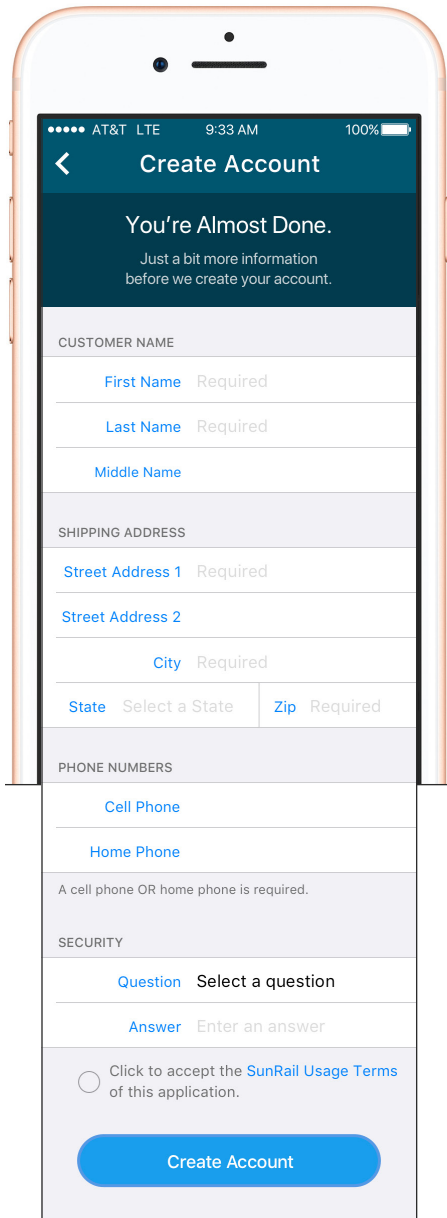 AT&T LTE 9:33 AM 100%
Create Account
You're Almost Done.
Just a bit more information
before we create your account.
CUSTOMER NAME
First Name Required
Last Name Required
Middle Name
SHIPPING ADDRESS
Street Address 1 Required
Street Address 2
City Required
State Select a State Zip Required
PHONE NUMBERS
Cell Phone
Home Phone
A cell phone OR home phone is required.
SECURITY
Question Select a question
Answer Enter an answer
Click to accept the SunRail Usage Terms
of this application.
Create Account